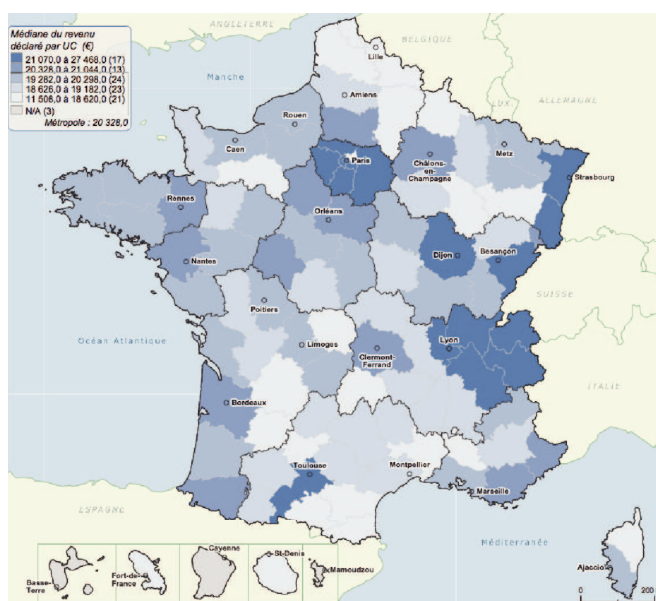 Médiane du revenu
déclaré par UC (€)
21 070,0 à 27 468,0 (17)
20 328,0 à 21 044,0 (13)
19 282,0 à 20 298,0 (24)
18 626,0 à 19 182,0 (23)
11 506,0 à 18 620,0 (21)
N/A (3)
Métropole : 20 328,0
ANGLETERRE
BELGIQUE
LUX.
ALLEMAGNE
Manche
Lille
Amiens
Rouen
Caen
Paris
Châlons-
en-
Champagne
Metz
Strasbourg
Rennes
Orléans
Nantes
Dijon
Besançon
SUISSE
Poitiers
Océan Atlantique
Limoges
Clermont-
Ferrand
Lyon
ITALIE
Bordeaux
Toulouse
Montpellier
Marseille
ESPAGNE
Méditerranée
Ajaccio
Basse-
Terre
Fort-de-
France
Cayenne
St-Denis
Mamoudzou
0
200